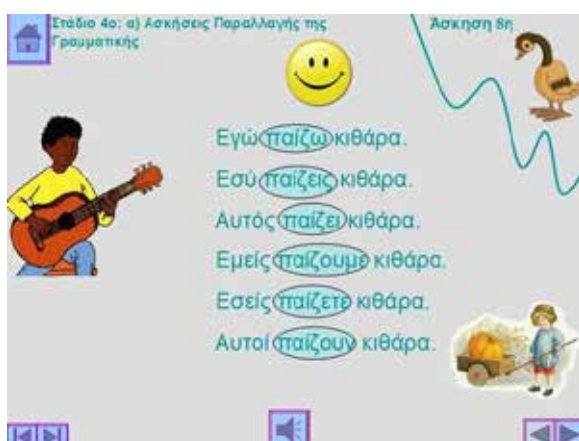 Στάδιο 4ο: α) Ασκήσεις Παραλλαγής της
Γραμματικής
Άσκηση 8η
Εγώ παίζω κιθάρα.
Εσύ παίζεις κιθάρα.
Αυτός παίζει κιθάρα.
Εμείς παίζουμε κιθάρα.
Εσείς παίζετε κιθάρα.
Αυτοί παίζουν κιθάρα.